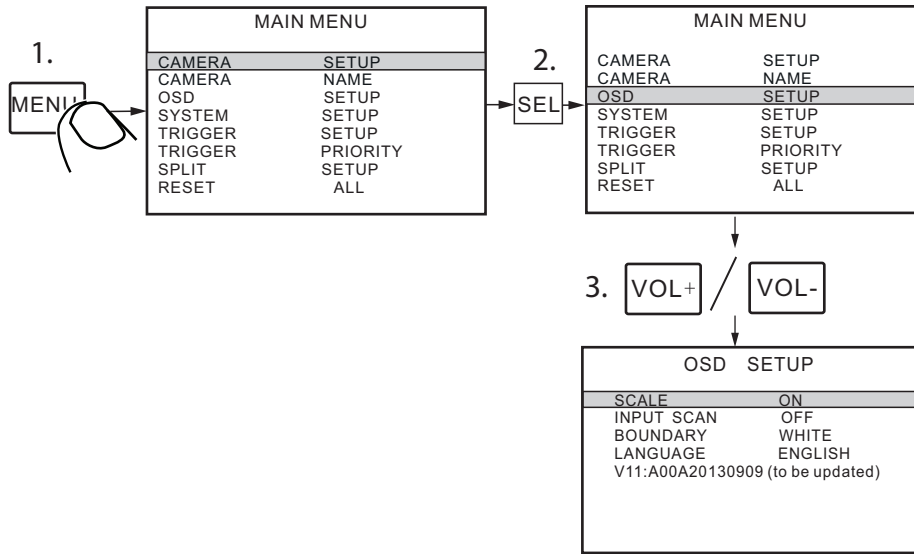 1.
MENU
MAIN MENU
CAMERA SETUP
CAMERA NAME
OSD SETUP
SYSTEM SETUP
TRIGGER SETUP
TRIGGER PRIORITY
SPLIT SETUP
RESET ALL
2.
SEL
MAIN MENU
CAMERA SETUP
CAMERA NAME
OSD SETUP
SYSTEM SETUP
TRIGGER SETUP
TRIGGER PRIORITY
SPLIT SETUP
RESET ALL
3.
VOL+ / VOL-
OSD SETUP
SCALE ON
INPUT SCAN OFF
BOUNDARY WHITE
LANGUAGE ENGLISH
V11:A00A20130909 (to be updated)